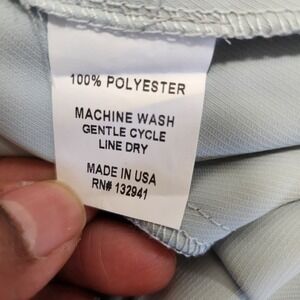 100% POLYESTER
MACHINE WASH
GENTLE CYCLE
LINE DRY
MADE IN USA
RN# 132941